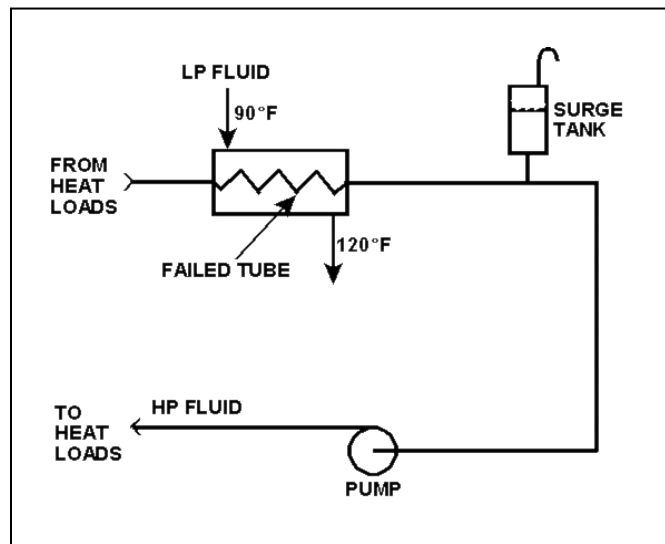 LP FLUID
90°F
SURGE
TANK
FROM
HEAT
LOADS
120°F
FAILED TUBE
HP FLUID
TO
HEAT
LOADS
PUMP